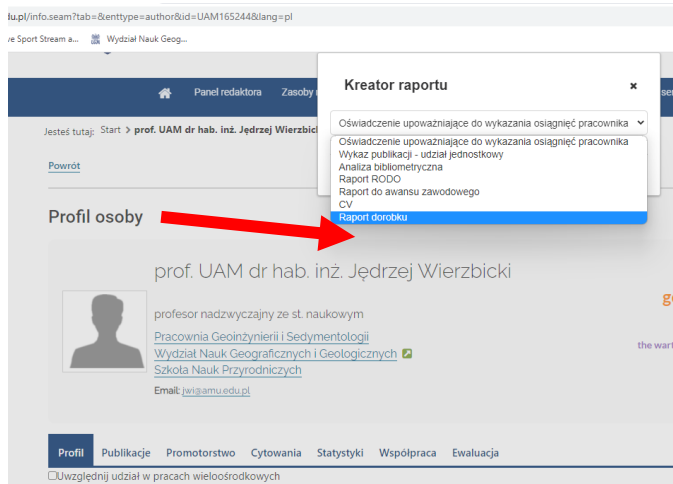 du.pl/info.seam?tab=&enttype=author&id=UAM165244&lang=pl
ve Sport Stream a... Wydział Nauk Geog...
Panel redaktora Zasoby
Kreator raportu ×
Oświadczenie upoważniające do wykazania osiągnięć pracownika
Oświadczenie upoważniające do wykazania osiągnięć pracownika
Wykaz publikacji - udział jednostkowy
Analiza bibliometryczna
Raport RODO
Raport do awansu zawodowego
CV
Raport dorobku
Jesteś tutaj: Start > prof. UAM dr hab. inż. Jędrzej Wierzbic
Powrót
Profil osoby
prof. UAM dr hab. inż. Jędrzej Wierzbicki
profesor nadzwyczajny ze st. naukowym
Pracownia Geoinżynierii i Sedymentologii
Wydział Nauk Geograficznych i Geologicznych
Szkoła Nauk Przyrodniczych
Email: jwi@amu.edu.pl
the wart
Profil Publikacje Promotorstwo Cytowania Statystyki Współpraca Ewaluacja
Uwzględnij udział w pracach wieloośrodkowych